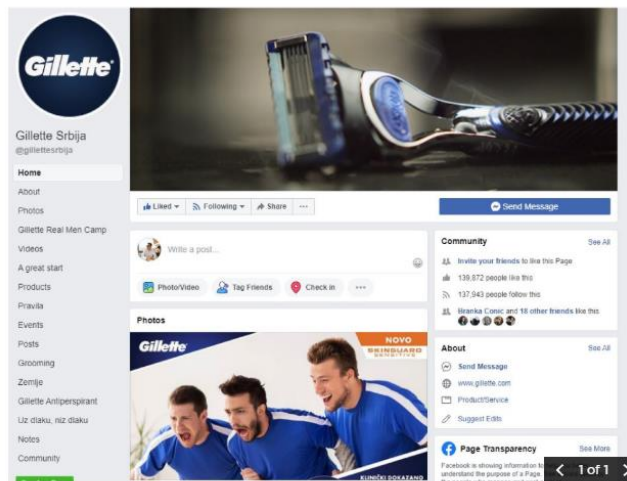 Gillette
Gillette Srbija
@gillettesrbija
Home
About
Photos
Gillette Real Men Camp
Videos
A great start
Products
Pravila
Events
Posts
Grooming
Zemlje
Gillette Antiperspirant
Uz dlaku, niz dlaku
Notes
Community
Liked
Following
Share
Send Message
Write a post...
Photo/Video
Tag Friends
Check in
Photos
Gillette
NOVO
SKINGUARD
SENSITIVE
KLINIČKI DOKAZANO
Community
See All
Invite your friends to like this Page
139,872 people like this
137,943 people follow this
Branka Conic and 18 other friends like this
About
See All
Send Message
www.gillette.com
Product/Service
Suggest Edits
Page Transparency
See More
Facebook is showing information to
understand the purpose of a Page.
1 of 1